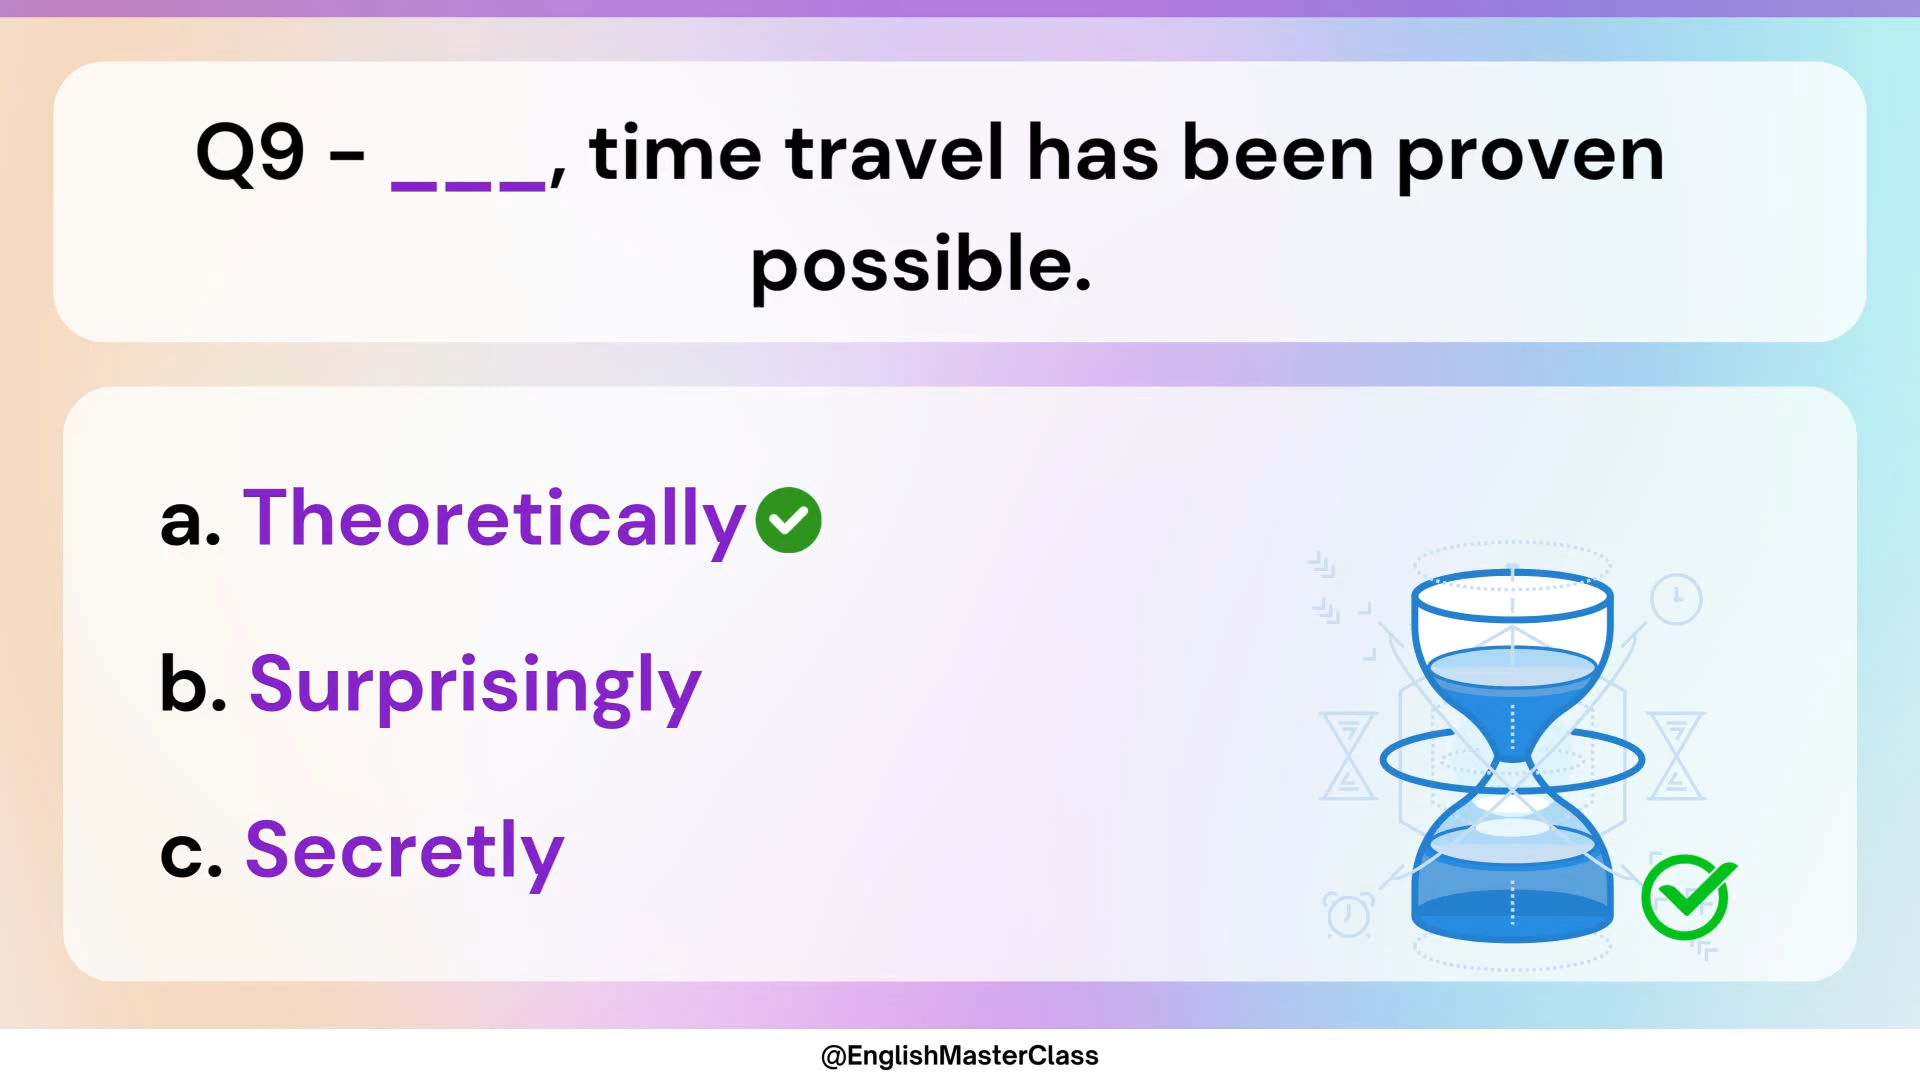 Q9 - ___, time travel has been proven
possible.
a. Theoretically
b. Surprisingly
c. Secretly
@EnglishMasterClass